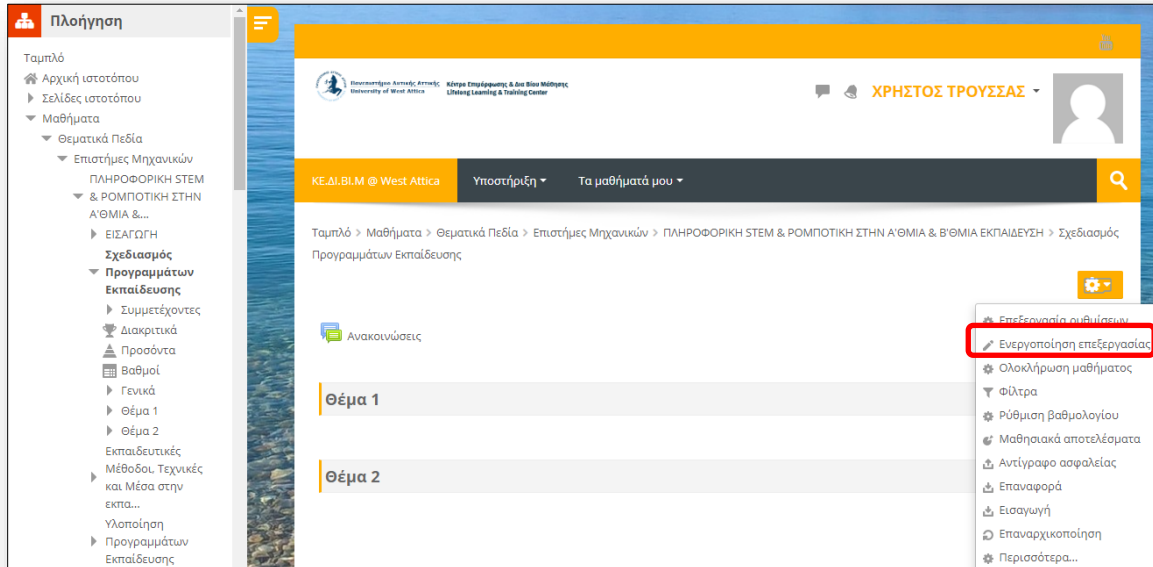 Πλοήγηση
Ταμπλό
Αρχική ιστοτόπου
Σελίδες ιστοτόπου
Μαθήματα
Θεματικά Πεδία
Επιστήμες Μηχανικών
ΠΛΗΡΟΦΟΡΙΚΗ STEM
& ΡΟΜΠΟΤΙΚΗ ΣΤΗΝ
Α'ΘΜΙΑ &...
ΕΙΣΑΓΩΓΗ
Σχεδιασμός
Προγραμμάτων
Εκπαίδευσης
Συμμετέχοντες
Διακριτικά
Προσόντα
Βαθμοί
Γενικά
Θέμα 1
Θέμα 2
Εκπαιδευτικές
Μέθοδοι, Τεχνικές
και Μέσα στην
εκπα...
Υλοποίηση
Προγραμμάτων
Εκπαίδευσης
Πανεπιστήμιο Δυτικής Αττικής Κέντρο Επιμόρφωσης & Δια Βίου Μάθησης
University of West Attica Lifelong Learning & Training Center
ΧΡΗΣΤΟΣ ΤΡΟΥΣΣΑΣ
ΚΕ.ΔΙ.ΒΙ.Μ @ West Attica Υποστήριξη Τα μαθήματά μου
Ταμπλό > Μαθήματα > Θεματικά Πεδία > Επιστήμες Μηχανικών > ΠΛΗΡΟΦΟΡΙΚΗ STEM & ΡΟΜΠΟΤΙΚΗ ΣΤΗΝ Α'ΘΜΙΑ & Β'ΘΜΙΑ ΕΚΠΑΙΔΕΥΣΗ > Σχεδιασμός
Προγραμμάτων Εκπαίδευσης
Ανακοινώσεις
Θέμα 1
Θέμα 2
Επεξεργασία ρυθμίσεων
Ενεργοποίηση επεξεργασίας
Ολοκλήρωση μαθήματος
Φίλτρα
Ρύθμιση βαθμολογίου
Μαθησιακά αποτελέσματα
Αντίγραφο ασφαλείας
Επαναφορά
Εισαγωγή
Επαναρχικοποίηση
Περισσότερα...